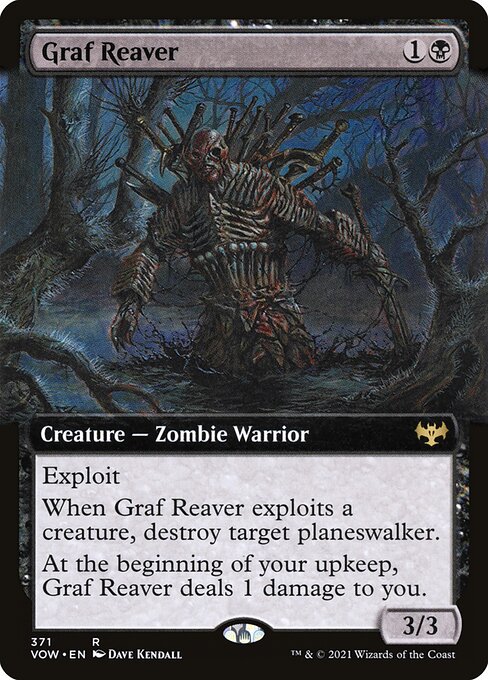 Graf Reaver 1
Creature — Zombie Warrior
Exploit
When Graf Reaver exploits a
creature, destroy target planeswalker.
At the beginning of your upkeep,
Graf Reaver deals 1 damage to you.
3/3
371 R
VOW • EN Dave Kendall ™ & © 2021 Wizards of the Coast